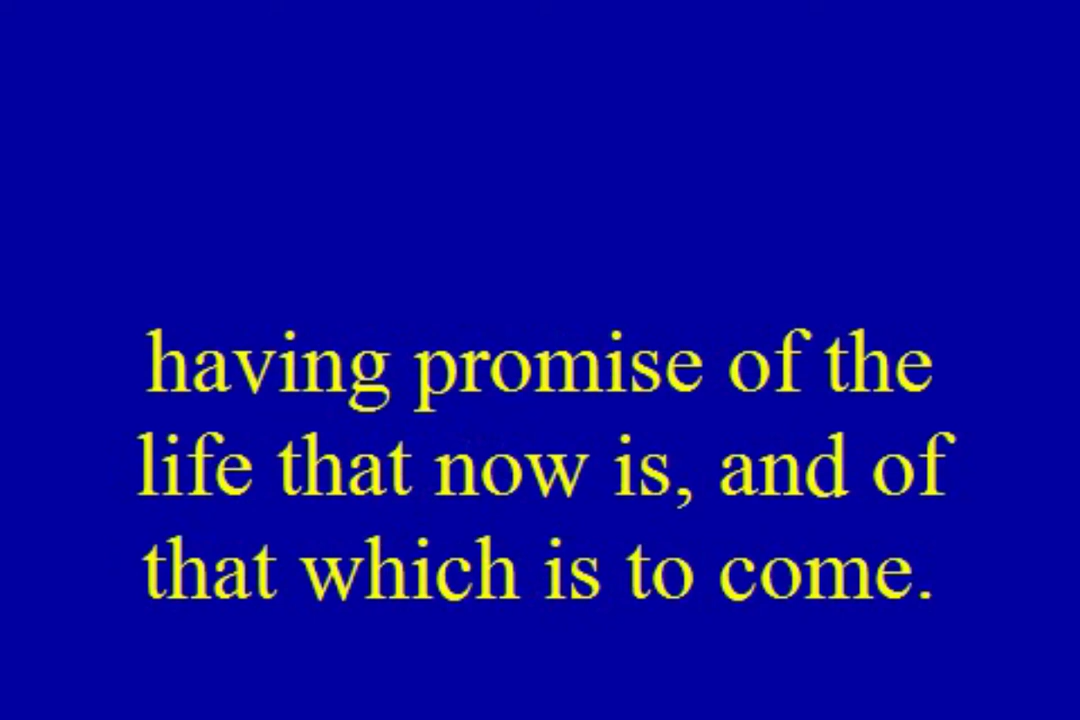 having promise of the
life that now is, and of
that which is to come.